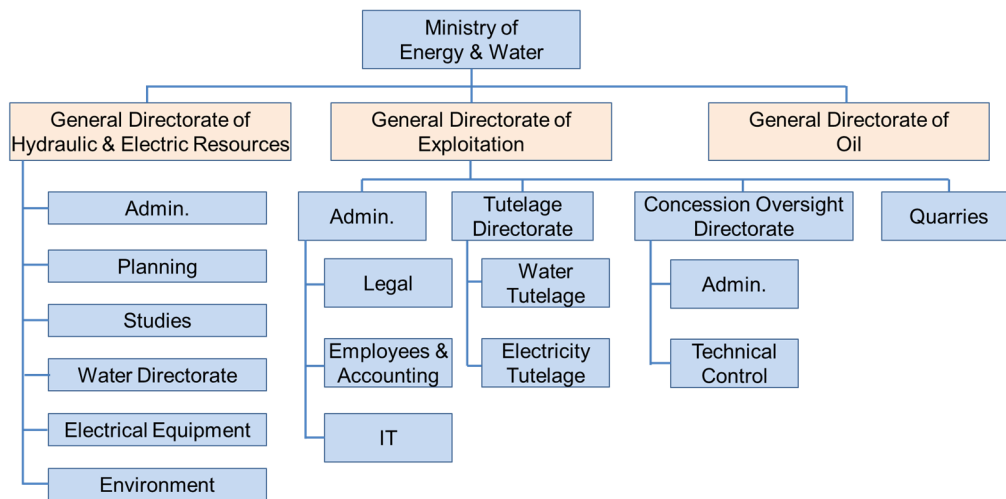 Ministry of
Energy & Water
General Directorate of
Hydraulic & Electric Resources
General Directorate of
Exploitation
General Directorate of
Oil
Admin.
Planning
Studies
Water Directorate
Electrical Equipment
Environment
Admin.
Legal
Employees &
Accounting
IT
Tutelage
Directorate
Water
Tutelage
Electricity
Tutelage
Concession Oversight
Directorate
Admin.
Technical
Control
Quarries